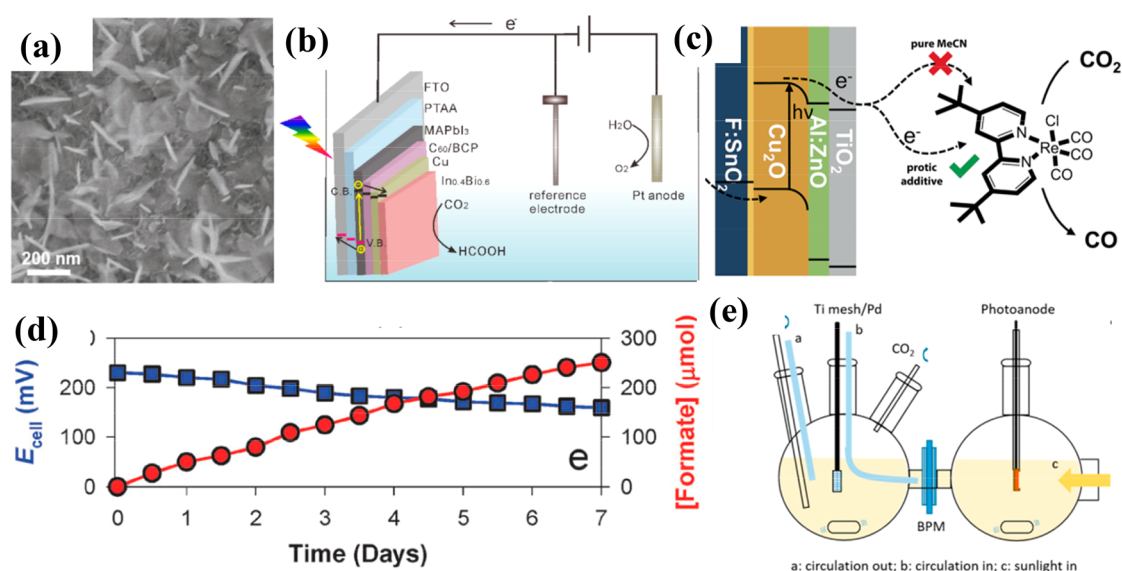 (a)
200 nm
(b)
e⁻
FTO
PTAA
MAPbI₃
C₆₀/BCP
Cu
In₀.₄Bi₀.₆
C.B.
V.B.
CO₂
HCOOH
H₂O
O₂
reference
electrode
Pt anode
(c)
pure MeCN
e⁻
hν
F:SnO₂
Cu₂O
Al:ZnO
TiO₂
e⁻
protic
additive
N
N
Cl
Re
CO
CO
CO
CO₂
CO
(d)
E_cell (mV)
200
100
0
300
200
100
0
[Formate] (μmol)
e
0 1 2 3 4 5 6 7
Time (Days)
(e)
Ti mesh/Pd
Photoanode
a
b
CO₂
c
BPM
a: circulation out; b: circulation in; c: sunlight in